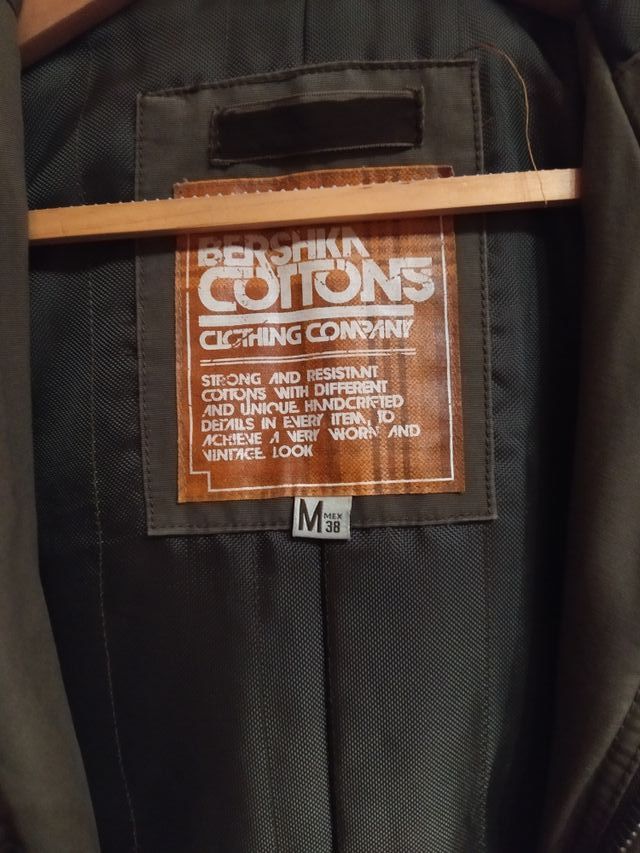 BERSHKA
COTTONS
CLOTHING COMPANY
STRONG AND RESISTANT
COTTONS WITH DIFFERENT
AND UNIQUE HANDCRAFTED
DETAILS IN EVERY ITEM, TO
ACHIEVE A VERY WORN AND
VINTAGE LOOK
M MEX 38